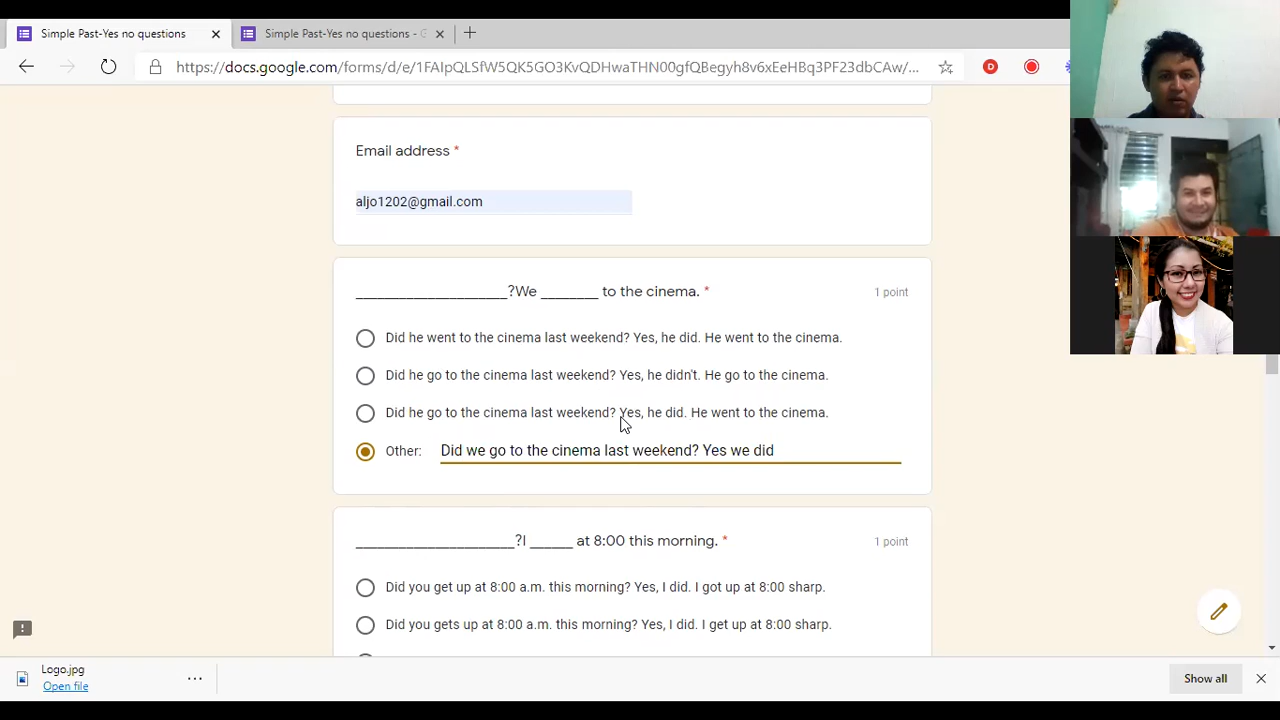 Simple Past-Yes no questions
Simple Past-Yes no questions - G
https://docs.google.com/forms/d/e/1FAIpQLSfW5QK5GO3KvQDHwaTHN00gfQBegyh8v6xEeHBq3PF23dbCAw/...
Email address *
aljo1202@gmail.com
____________________?We ________ to the cinema. *
1 point
Did he went to the cinema last weekend? Yes, he did. He went to the cinema.
Did he go to the cinema last weekend? Yes, he didn't. He go to the cinema.
Did he go to the cinema last weekend? Yes, he did. He went to the cinema.
Other: Did we go to the cinema last weekend? Yes we did
_____________________?I ______ at 8:00 this morning. *
1 point
Did you get up at 8:00 a.m. this morning? Yes, I did. I got up at 8:00 sharp.
Did you gets up at 8:00 a.m. this morning? Yes, I did. I get up at 8:00 sharp.
Logo.jpg
Open file
Show all